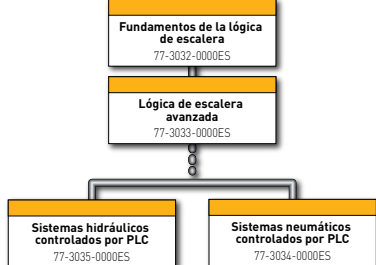 Fundamentos de la lógica
de escalera
77-3032-0000ES
Lógica de escalera
avanzada
77-3033-0000ES
Sistemas hidráulicos
controlados por PLC
77-3035-0000ES
Sistemas neumáticos
controlados por PLC
77-3034-0000ES